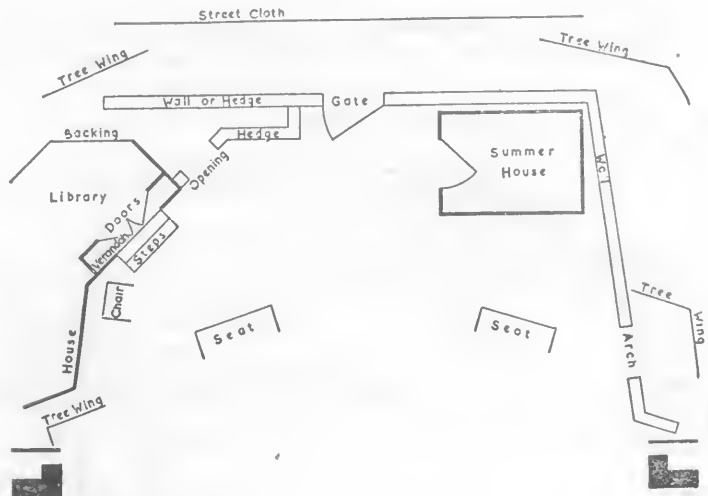 Street Cloth
Tree Wing
Tree Wing
Wall or Hedge
Gate
Backing
Hedge
Opening
Summer
House
Wall
Library
Doors
Verandah
Steps
Chair
Tree
Wing
House
Seat
Seat
Arch
Tree Wing